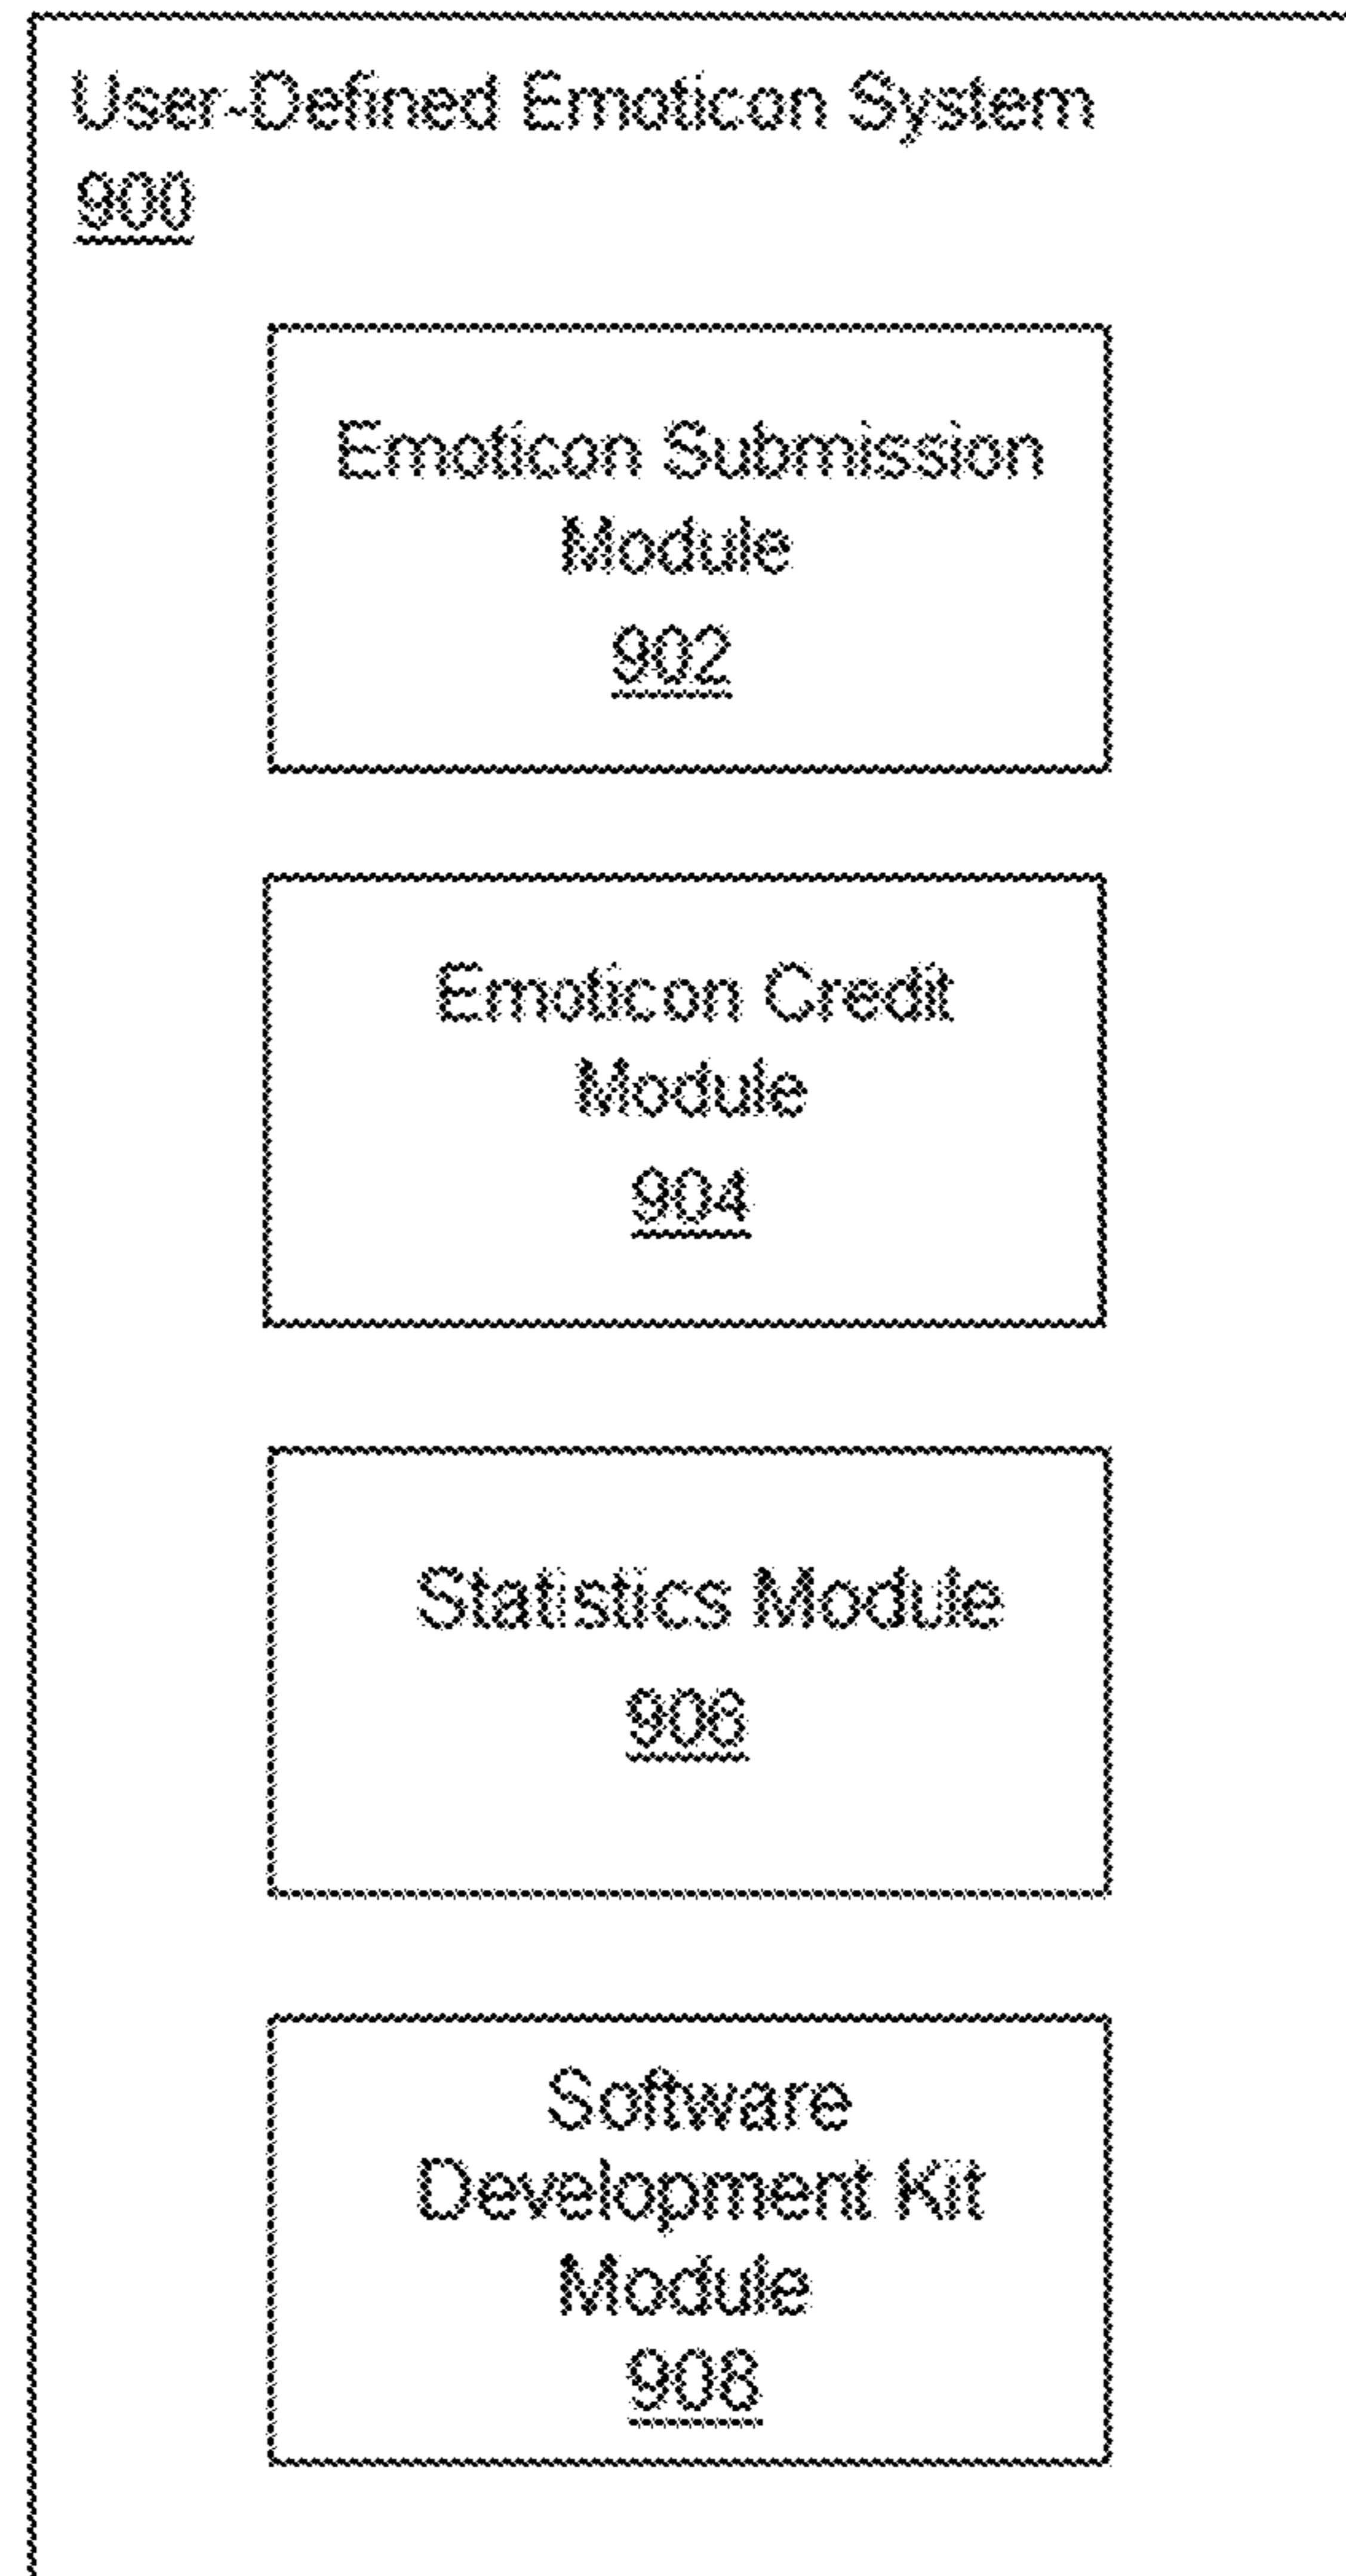 User-Defined Emoticon System
900
Emoticon Submission
Module
902
Emoticon Credit
Module
904
Statistics Module
906
Software
Development Kit
Module
908